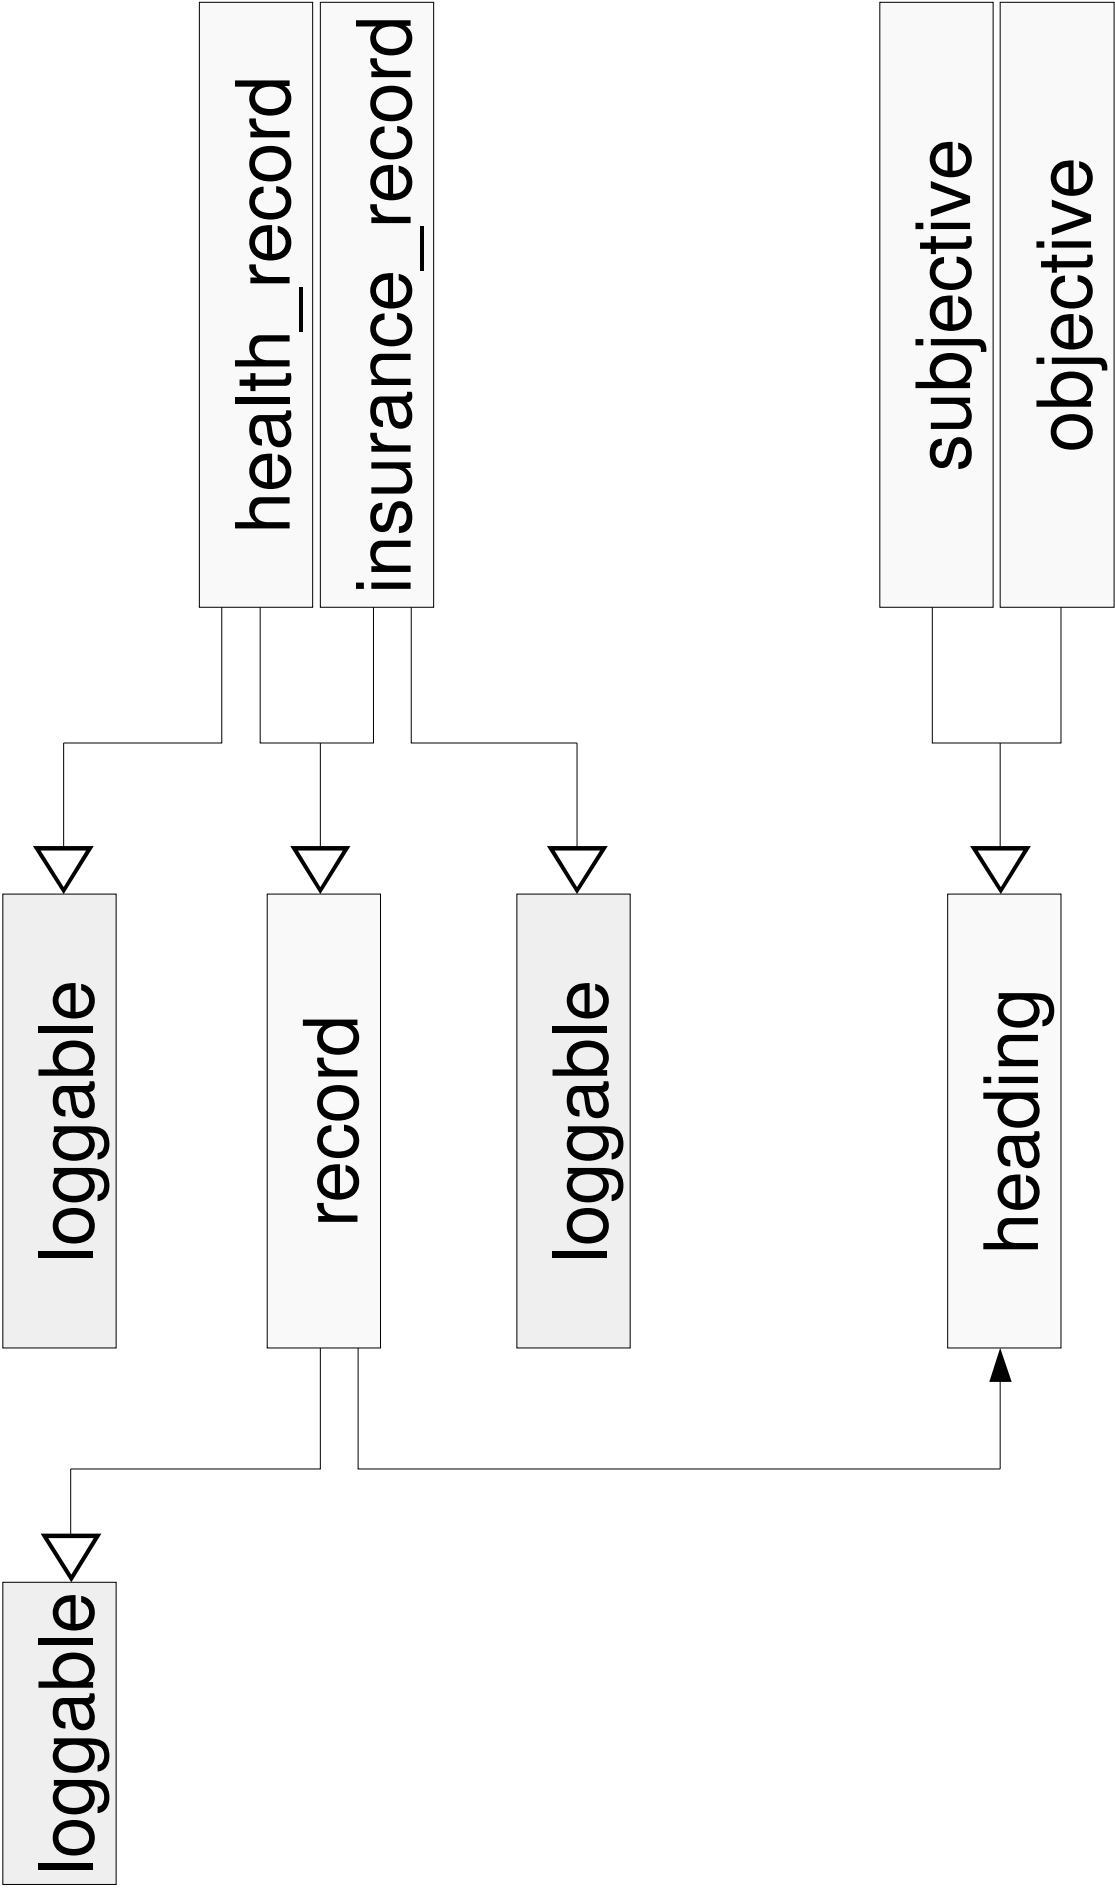 health_record
insurance_record
subjective
objective
loggable
record
loggable
heading
loggable